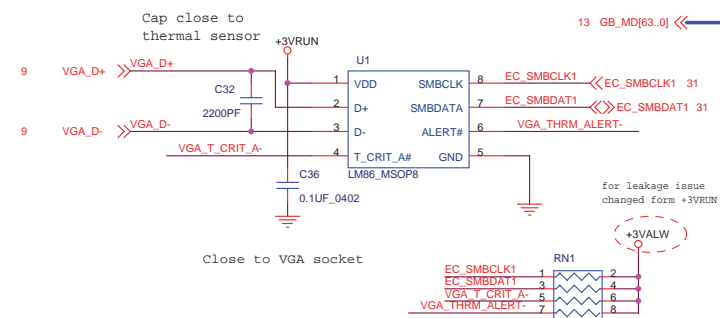 Cap close to
thermal sensor
13 GB_MD[63..0]
+3VRUN
U1
9 VGA_D+ VGA_D+
C32
2200PF
9 VGA_D- VGA_D-
VGA_T_CRIT_A-
1 VDD SMBCLK 8 EC_SMBCLK1 EC_SMBCLK1 31
2 D+ SMBDATA 7 EC_SMBDAT1 EC_SMBDAT1 31
3 D- ALERT# 6 VGA_THRM_ALERT-
4 T_CRIT_A# GND 5
LM86_MSOP8
C36
0.1UF_0402
for leakage issue
changed form +3VRUN
+3VALW
Close to VGA socket
RN1
EC_SMBCLK1 1 2
EC_SMBDAT1 3 4
VGA_T_CRIT_A- 5 6
VGA_THRM_ALERT- 7 8